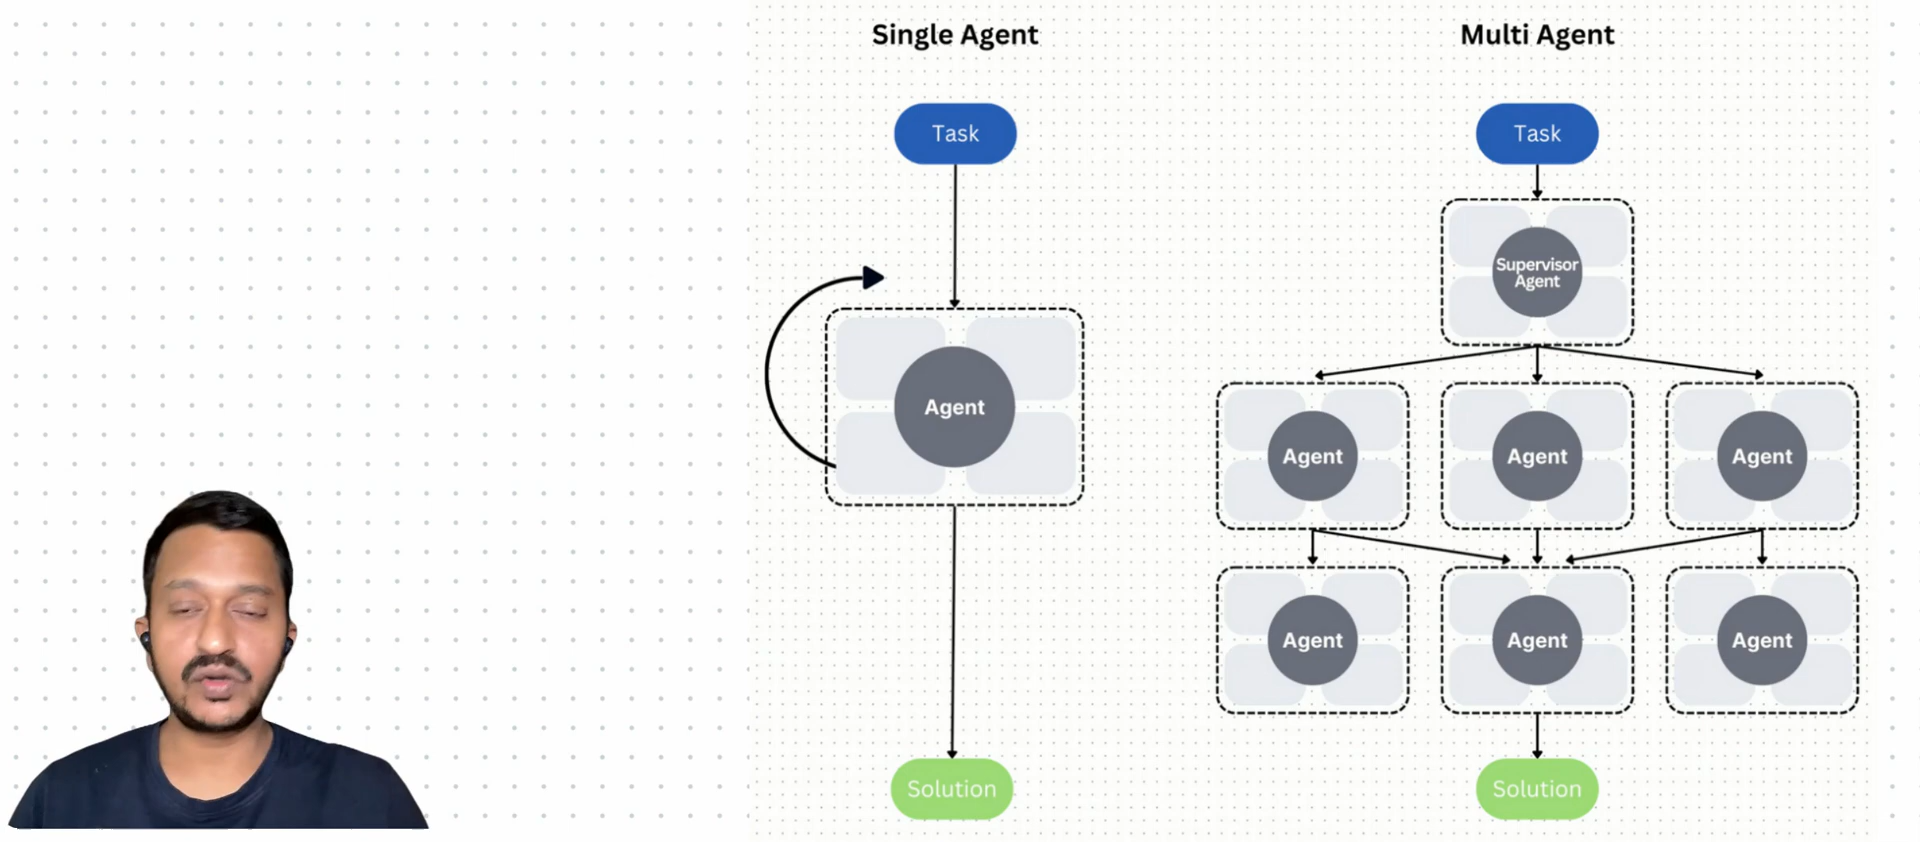 Single Agent
Task
Agent
Solution
Multi Agent
Task
Supervisor
Agent
Agent
Agent
Agent
Agent
Agent
Agent
Solution